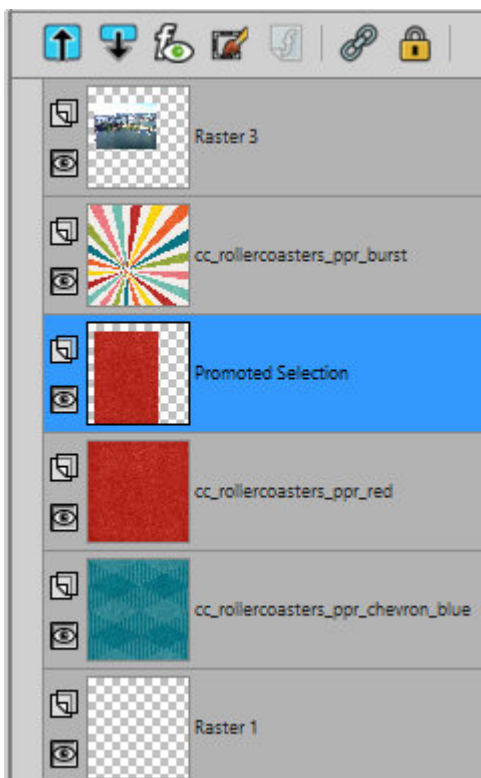 Raster 3
cc_rollercoasters_ppr_burst
Promoted Selection
cc_rollercoasters_ppr_red
cc_rollercoasters_ppr_chevron_blue
Raster 1